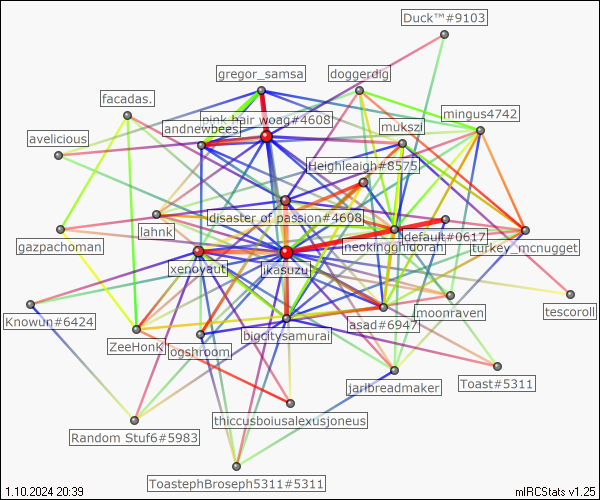 Duck™#9103
gregor_samsa
doggerdig
facadas.
mingus4742
pink hair woag#4608
andnewbees
mukszi
avelicious
Heighleaigh#8575
disaster of passion#4608
lahnk
default#0617
neokingghidorah
turkey_mcnugget
gazpachoman
xenoyaut
ikasuzu
moonraven
tescoroll
Knowun#6424
asad#6947
bigcitysamurai
ZeeHonk
ogshroom
jarlbreadmaker
Toast#5311
thiccusboiusalexusjoneus
Random Stuf6#5983
ToastephBroseph5311#5311
1.10.2024 20:39
mIRCStats v1.25